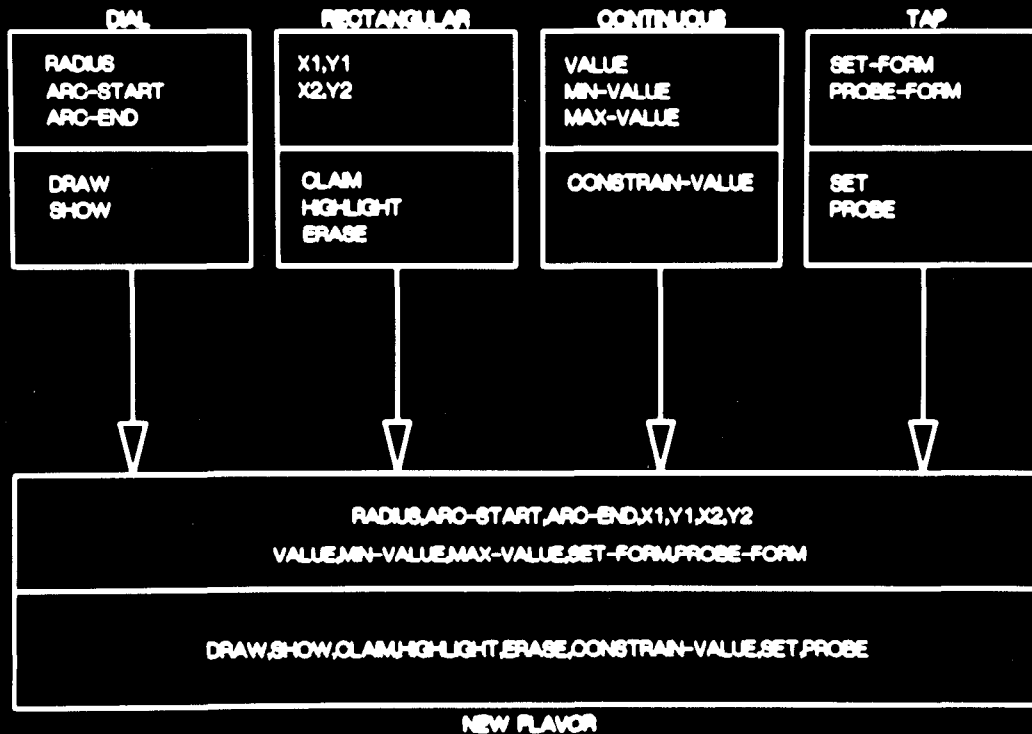 DIAL
RADIUS
ARC-START
ARC-END
DRAW
SHOW
RECTANGULAR
X1,Y1
X2,Y2
CLAIM
HIGHLIGHT
ERASE
CONTINUOUS
VALUE
MIN-VALUE
MAX-VALUE
CONSTRAIN-VALUE
TAP
SET-FORM
PROBE-FORM
SET
PROBE
RADIUS,ARC-START,ARC-END,X1,Y1,X2,Y2
VALUE,MIN-VALUE,MAX-VALUE,SET-FORM,PROBE-FORM
DRAW,SHOW,CLAIM,HIGHLIGHT,ERASE,CONSTRAIN-VALUE,SET,PROBE
NEW FLAVOR